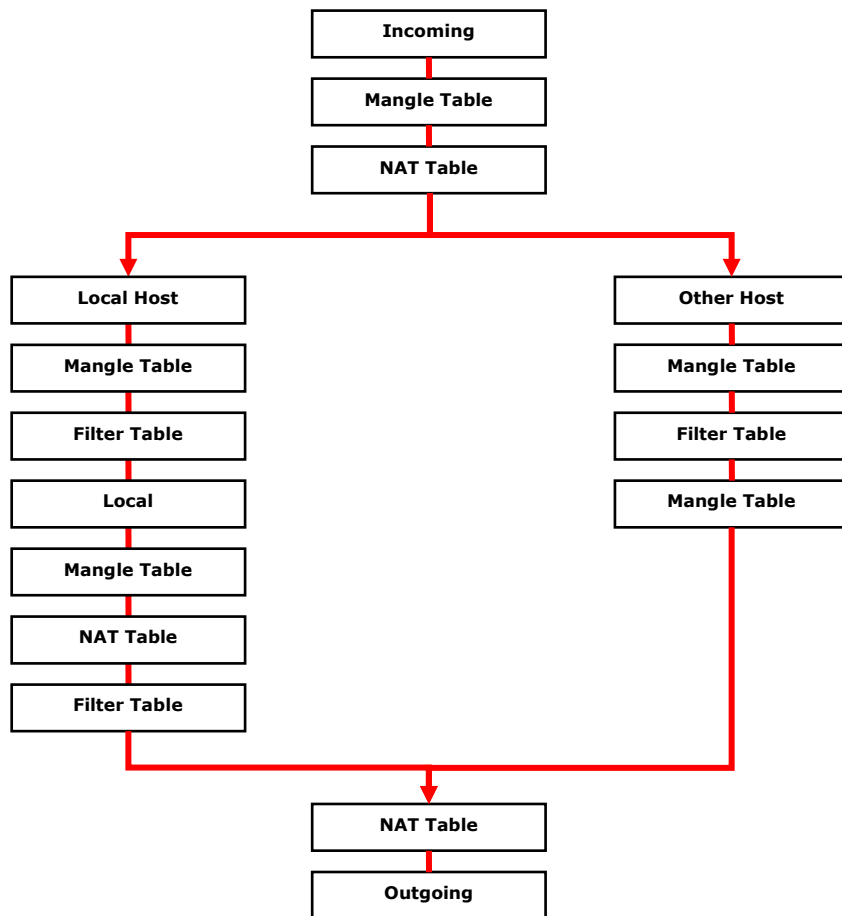 Incoming
Mangle Table
NAT Table
Local Host
Mangle Table
Filter Table
Local
Mangle Table
NAT Table
Filter Table
Other Host
Mangle Table
Filter Table
Mangle Table
NAT Table
Outgoing